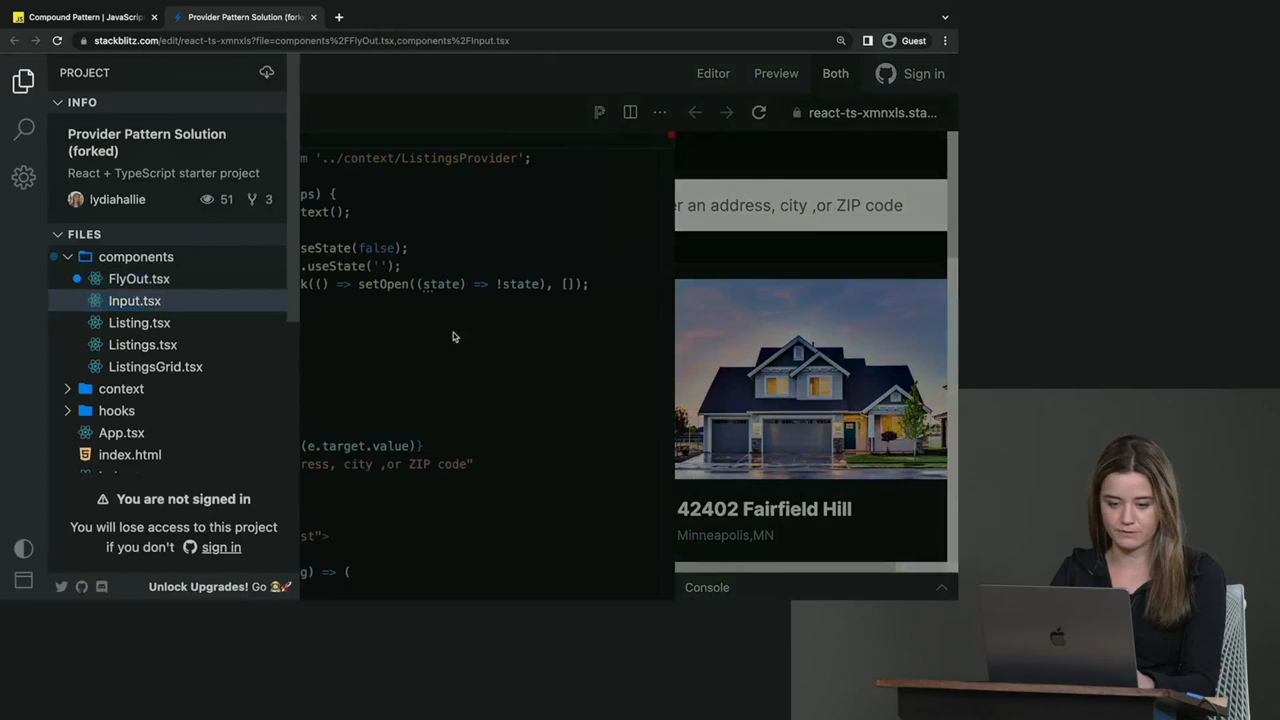 Compound Pattern | JavaScrip
Provider Pattern Solution (fork
stackblitz.com/edit/react-ts-xmnxls?file=components%2FFlyOut.tsx,components%2FInput.tsx
Guest
PROJECT
Editor
Preview
Both
Sign in
INFO
react-ts-xmnxls.sta...
Provider Pattern Solution
(forked)
React + TypeScript starter project
lydiahallie
51
3
FILES
components
FlyOut.tsx
Input.tsx
Listing.tsx
Listings.tsx
ListingsGrid.tsx
context
hooks
App.tsx
index.html
You are not signed in
You will lose access to this project
if you don't sign in
Unlock Upgrades! Go
m '../context/ListingsProvider';
ps) {
text();
seState(false);
.useState('');
k(() => setOpen((state) => !state), []);
(e.target.value)}
ress, city ,or ZIP code"
st">
g) => (
er an address, city ,or ZIP code
42402 Fairfield Hill
Minneapolis,MN
Console